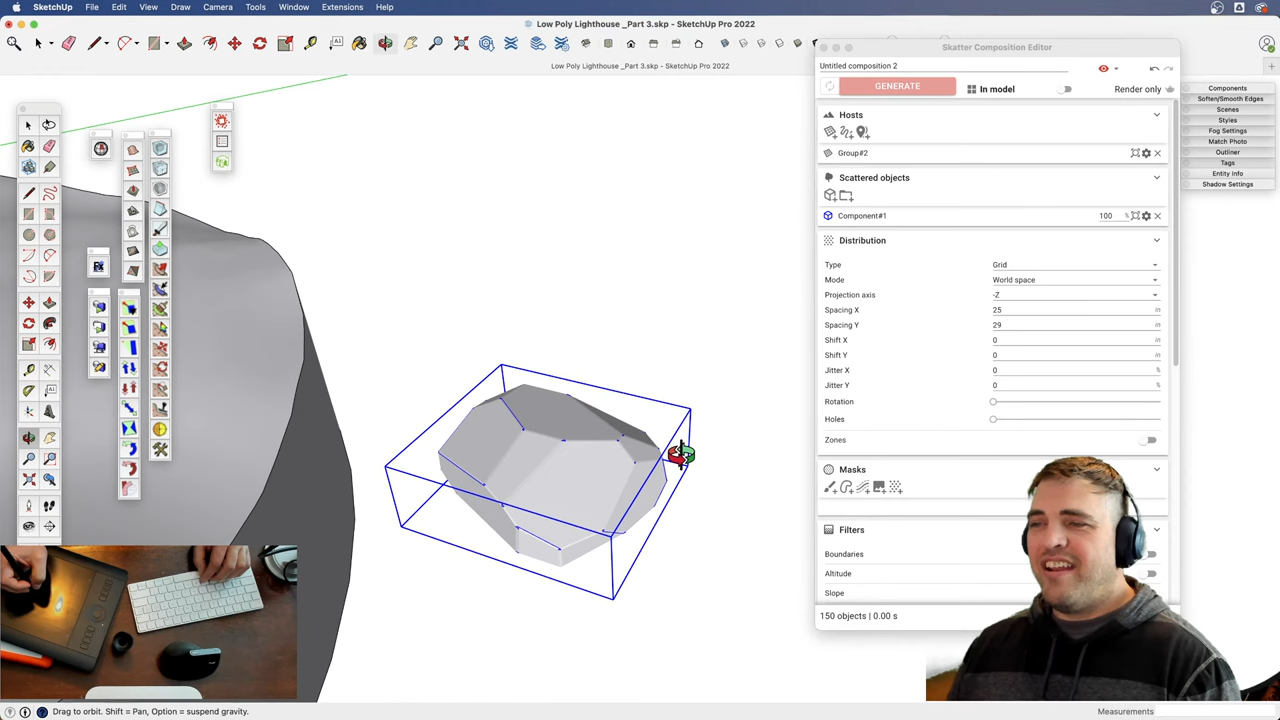 SketchUp File Edit View Draw Camera Tools Window Extensions Help
Low Poly Lighthouse _Part 3.skp - SketchUp Pro 2022
Low Poly Lighthouse _Part 3.skp - SketchUp Pro 2022
Skatter Composition Editor
Untitled composition 2
GENERATE
In model
Render only
Hosts
Group#2
Scattered objects
Component#1 100 %
Distribution
Type Grid
Mode World space
Projection axis -Z
Spacing X 25 in
Spacing Y 29 in
Shift X 0 in
Shift Y 0 in
Jitter X 0 %
Jitter Y 0 %
Rotation
Holes
Zones
Masks
Filters
Boundaries
Altitude
Slope
150 objects | 0.00 s
Components
Soften/Smooth Edges
Scenes
Styles
Fog Settings
Match Photo
Outliner
Tags
Entity Info
Shadow Settings
Drag to orbit. Shift = Pan, Option = suspend gravity.
Measurements